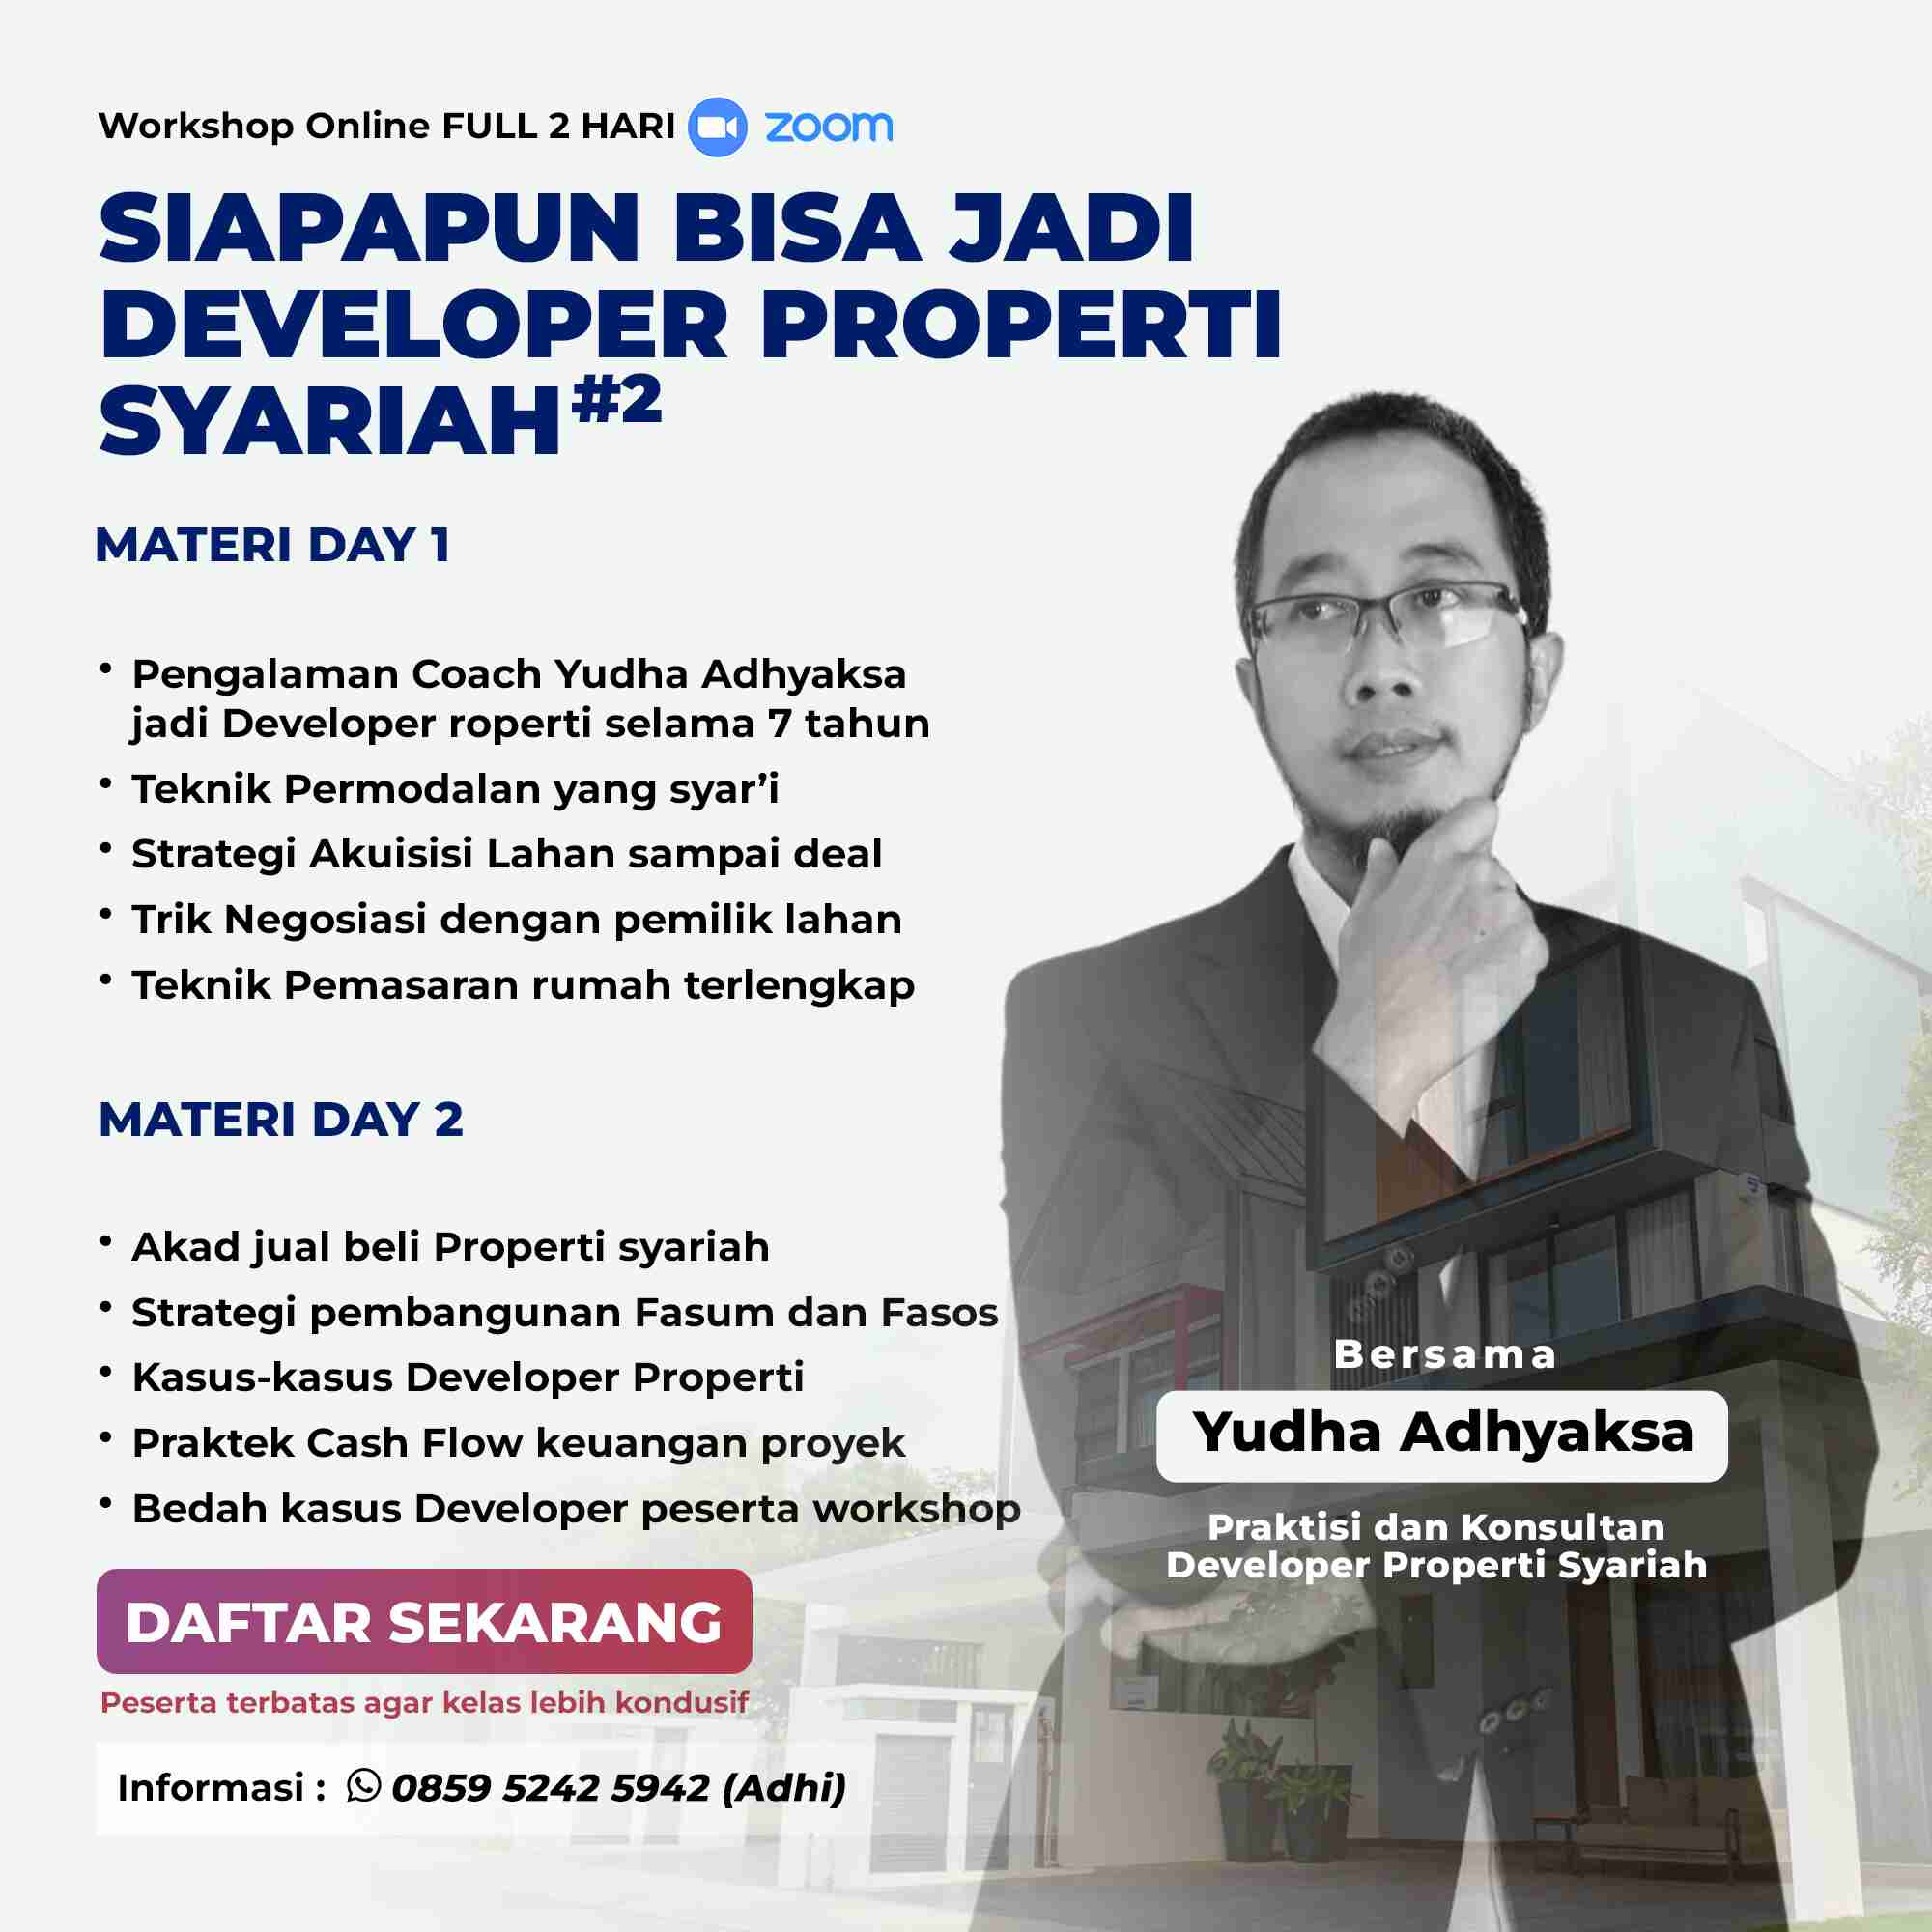 Workshop Online FULL 2 HARI zoom
SIAPAPUN BISA JADI
DEVELOPER PROPERTI
SYARIAH#2
MATERI DAY 1
• Pengalaman Coach Yudha Adhyaksa
jadi Developer roperti selama 7 tahun
• Teknik Permodalan yang syar’i
• Strategi Akuisisi Lahan sampai deal
• Trik Negosiasi dengan pemilik lahan
• Teknik Pemasaran rumah terlengkap
MATERI DAY 2
• Akad jual beli Properti syariah
• Strategi pembangunan Fasum dan Fasos
• Kasus-kasus Developer Properti
• Praktek Cash Flow keuangan proyek
• Bedah kasus Developer peserta workshop
Bersama
Yudha Adhyaksa
Praktisi dan Konsultan
Developer Properti Syariah
DAFTAR SEKARANG
Peserta terbatas agar kelas lebih kondusif
Informasi : 0859 5242 5942 (Adhi)